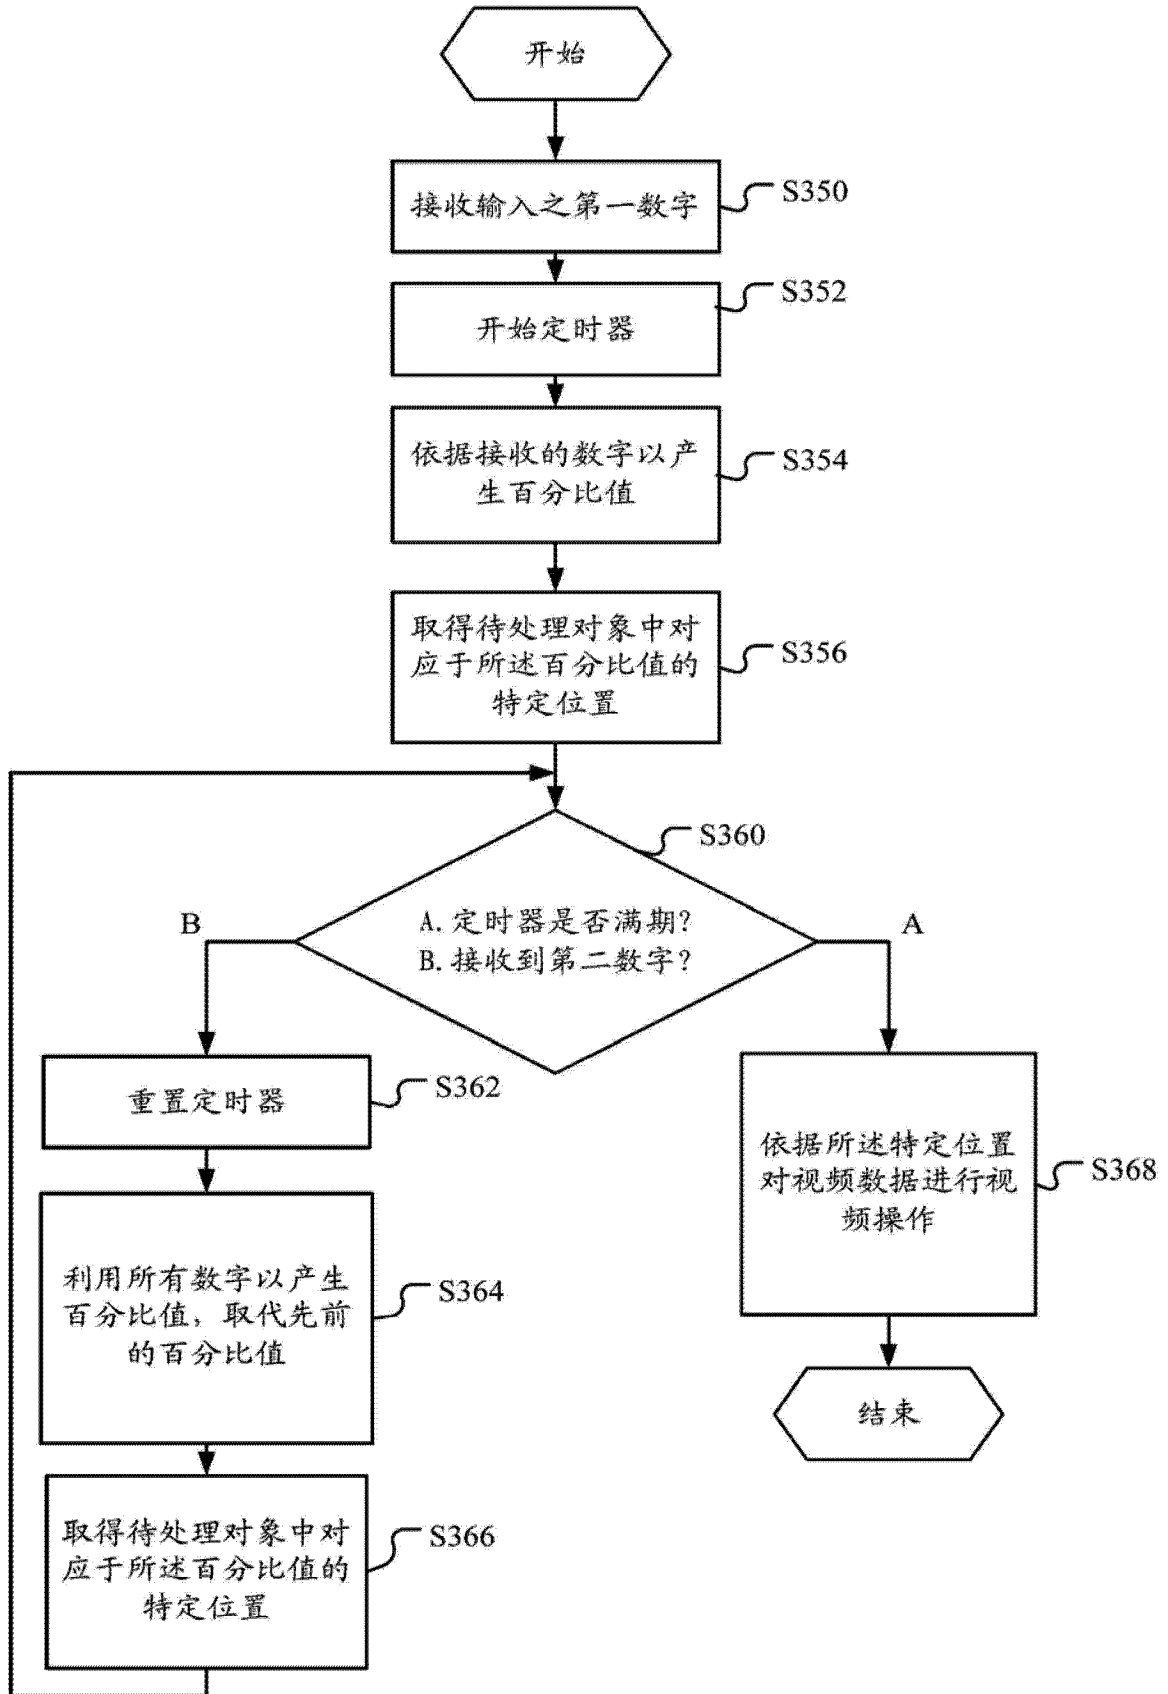 开始
接收输入之第一数字
S350
开始定时器
S352
依据接收的数字以产
生百分比值
S354
取得待处理对象中对
应于所述百分比值的
特定位置
S356
S360
A.定时器是否满期?
B.接收到第二数字?
B
A
重置定时器
S362
利用所有数字以产生
百分比值，取代先前
的百分比值
S364
取得待处理对象中对
应于所述百分比值的
特定位置
S366
依据所述特定位置
对视频数据进行视
频操作
S368
结束